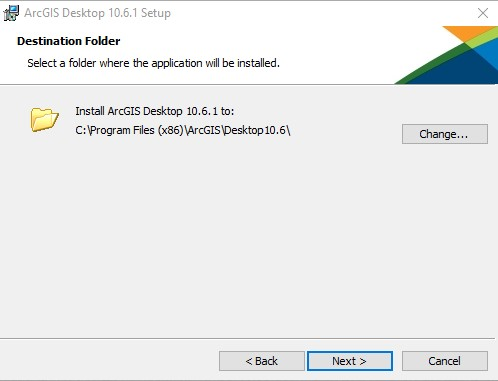 ArcGIS Desktop 10.6.1 Setup
Destination Folder
Select a folder where the application will be installed.
Install ArcGIS Desktop 10.6.1 to:
C:\Program Files (x86)\ArcGIS\Desktop10.6\
Change...
< Back
Next >
Cancel